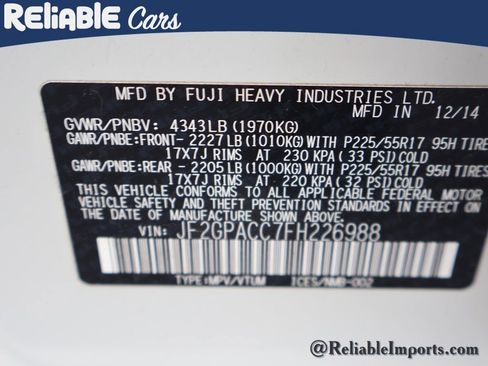 RELIABLE Cars
MFD BY FUJI HEAVY INDUSTRIES LTD.
MFD IN 12/14
GVWR/PNBV: 4343LB(1970KG)
GAWR/PNBE:FRONT- 2227LB(1010KG)WITH P225/55R17 95H TIRES
17X7J RIMS AT 230 KPA(33 PSI)COLD
GAWR/PNBE:REAR - 2205LB(1000KG)WITH P225/55R17 95H TIRES
17X7J RIMS AT 220 KPA(32 PSI)COLD
THIS VEHICLE CONFORMS TO ALL APPLICABLE FEDERAL MOTOR
VEHICLE SAFETY AND THEFT PREVENTION STANDARDS IN EFFECT
ON THE DATE OF MANUFACTURE SHOWN ABOVE.
VIN: JF2GPACC7FH226988
TYPE:MPV/VTUM ICES/NMB-002
@ReliableImports.com